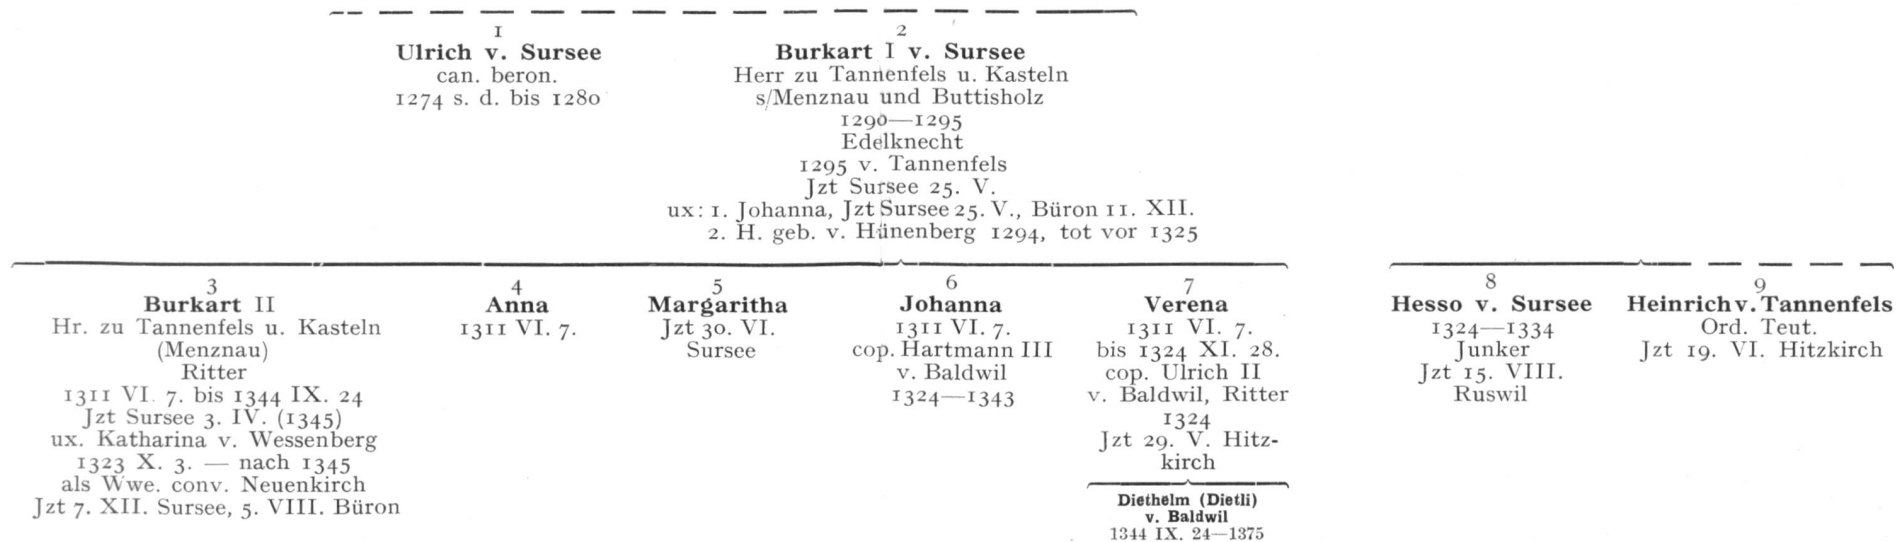 1
Ulrich v. Sursee
can. beron.
1274 s. d. bis 1280
2
Burkart I v. Sursee
Herr zu Tannenfels u. Kasteln
s/Menznau und Buttisholz
1290—1295
Edelknecht
1295 v. Tannenfels
Jzt Sursee 25. V.
ux: 1. Johanna, Jzt Sursee 25. V., Büron 11. XII.
2. H. geb. v. Hünenberg 1294, tot vor 1325
3
Burkart II
Hr. zu Tannenfels u. Kasteln
(Menznau)
Ritter
1311 VI. 7. bis 1344 IX. 24
Jzt Sursee 3. IV. (1345)
ux. Katharina v. Wessenberg
1323 X. 3. — nach 1345
als Wwe. conv. Neuenkirch
Jzt 7. XII. Sursee, 5. VIII. Büron
4
Anna
1311 VI. 7.
5
Margaritha
Jzt 30. VI.
Sursee
6
Johanna
1311 VI. 7.
cop. Hartmann III
v. Baldwil
1324—1343
7
Verena
1311 VI. 7.
bis 1324 XI. 28.
cop. Ulrich II
v. Baldwil, Ritter
1324
Jzt 29. V. Hitz-
kirch
Diethelm (Dietli)
v. Baldwil
1344 IX. 24—1375
8
Hesso v. Sursee
1324—1334
Junker
Jzt 15. VIII.
Ruswil
9
Heinrich v. Tannenfels
Ord. Teut.
Jzt 19. VI. Hitzkirch